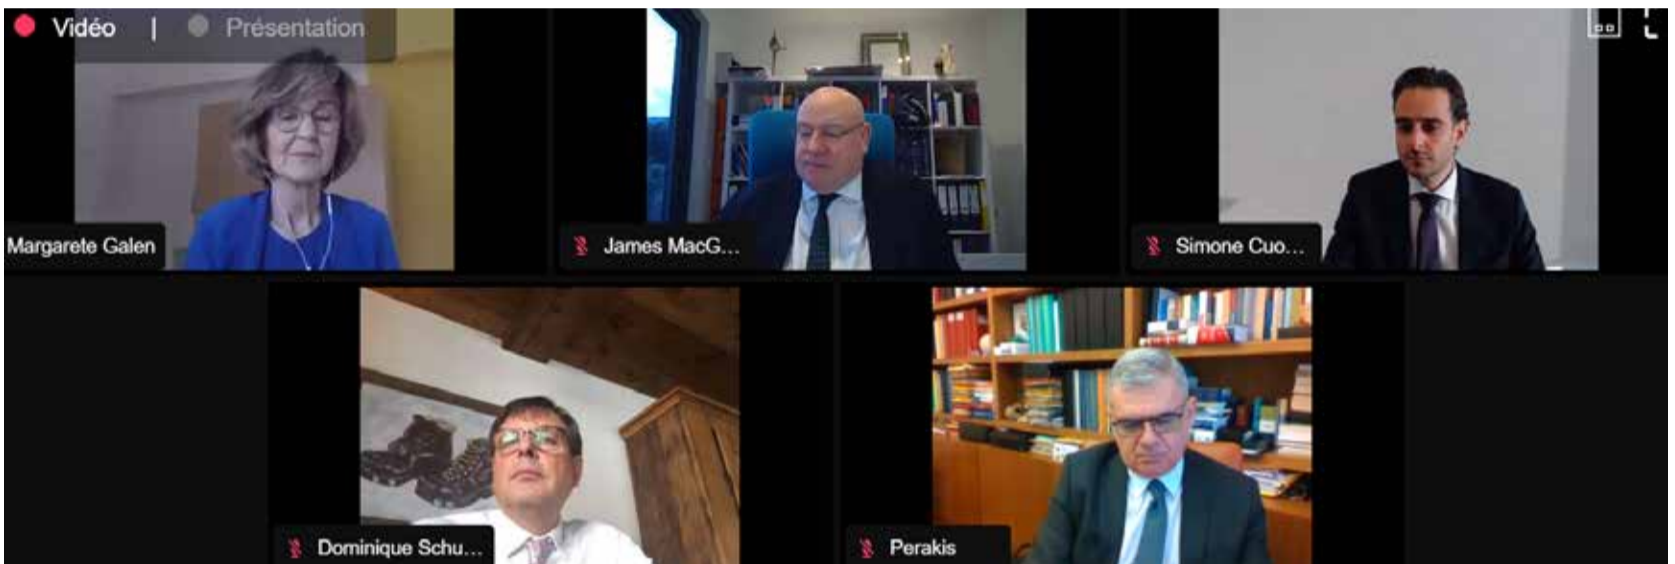 Vidéo | Présentation
Margarete Galen
James MacG...
Simone Cuo...
Dominique Schu...
Perakis